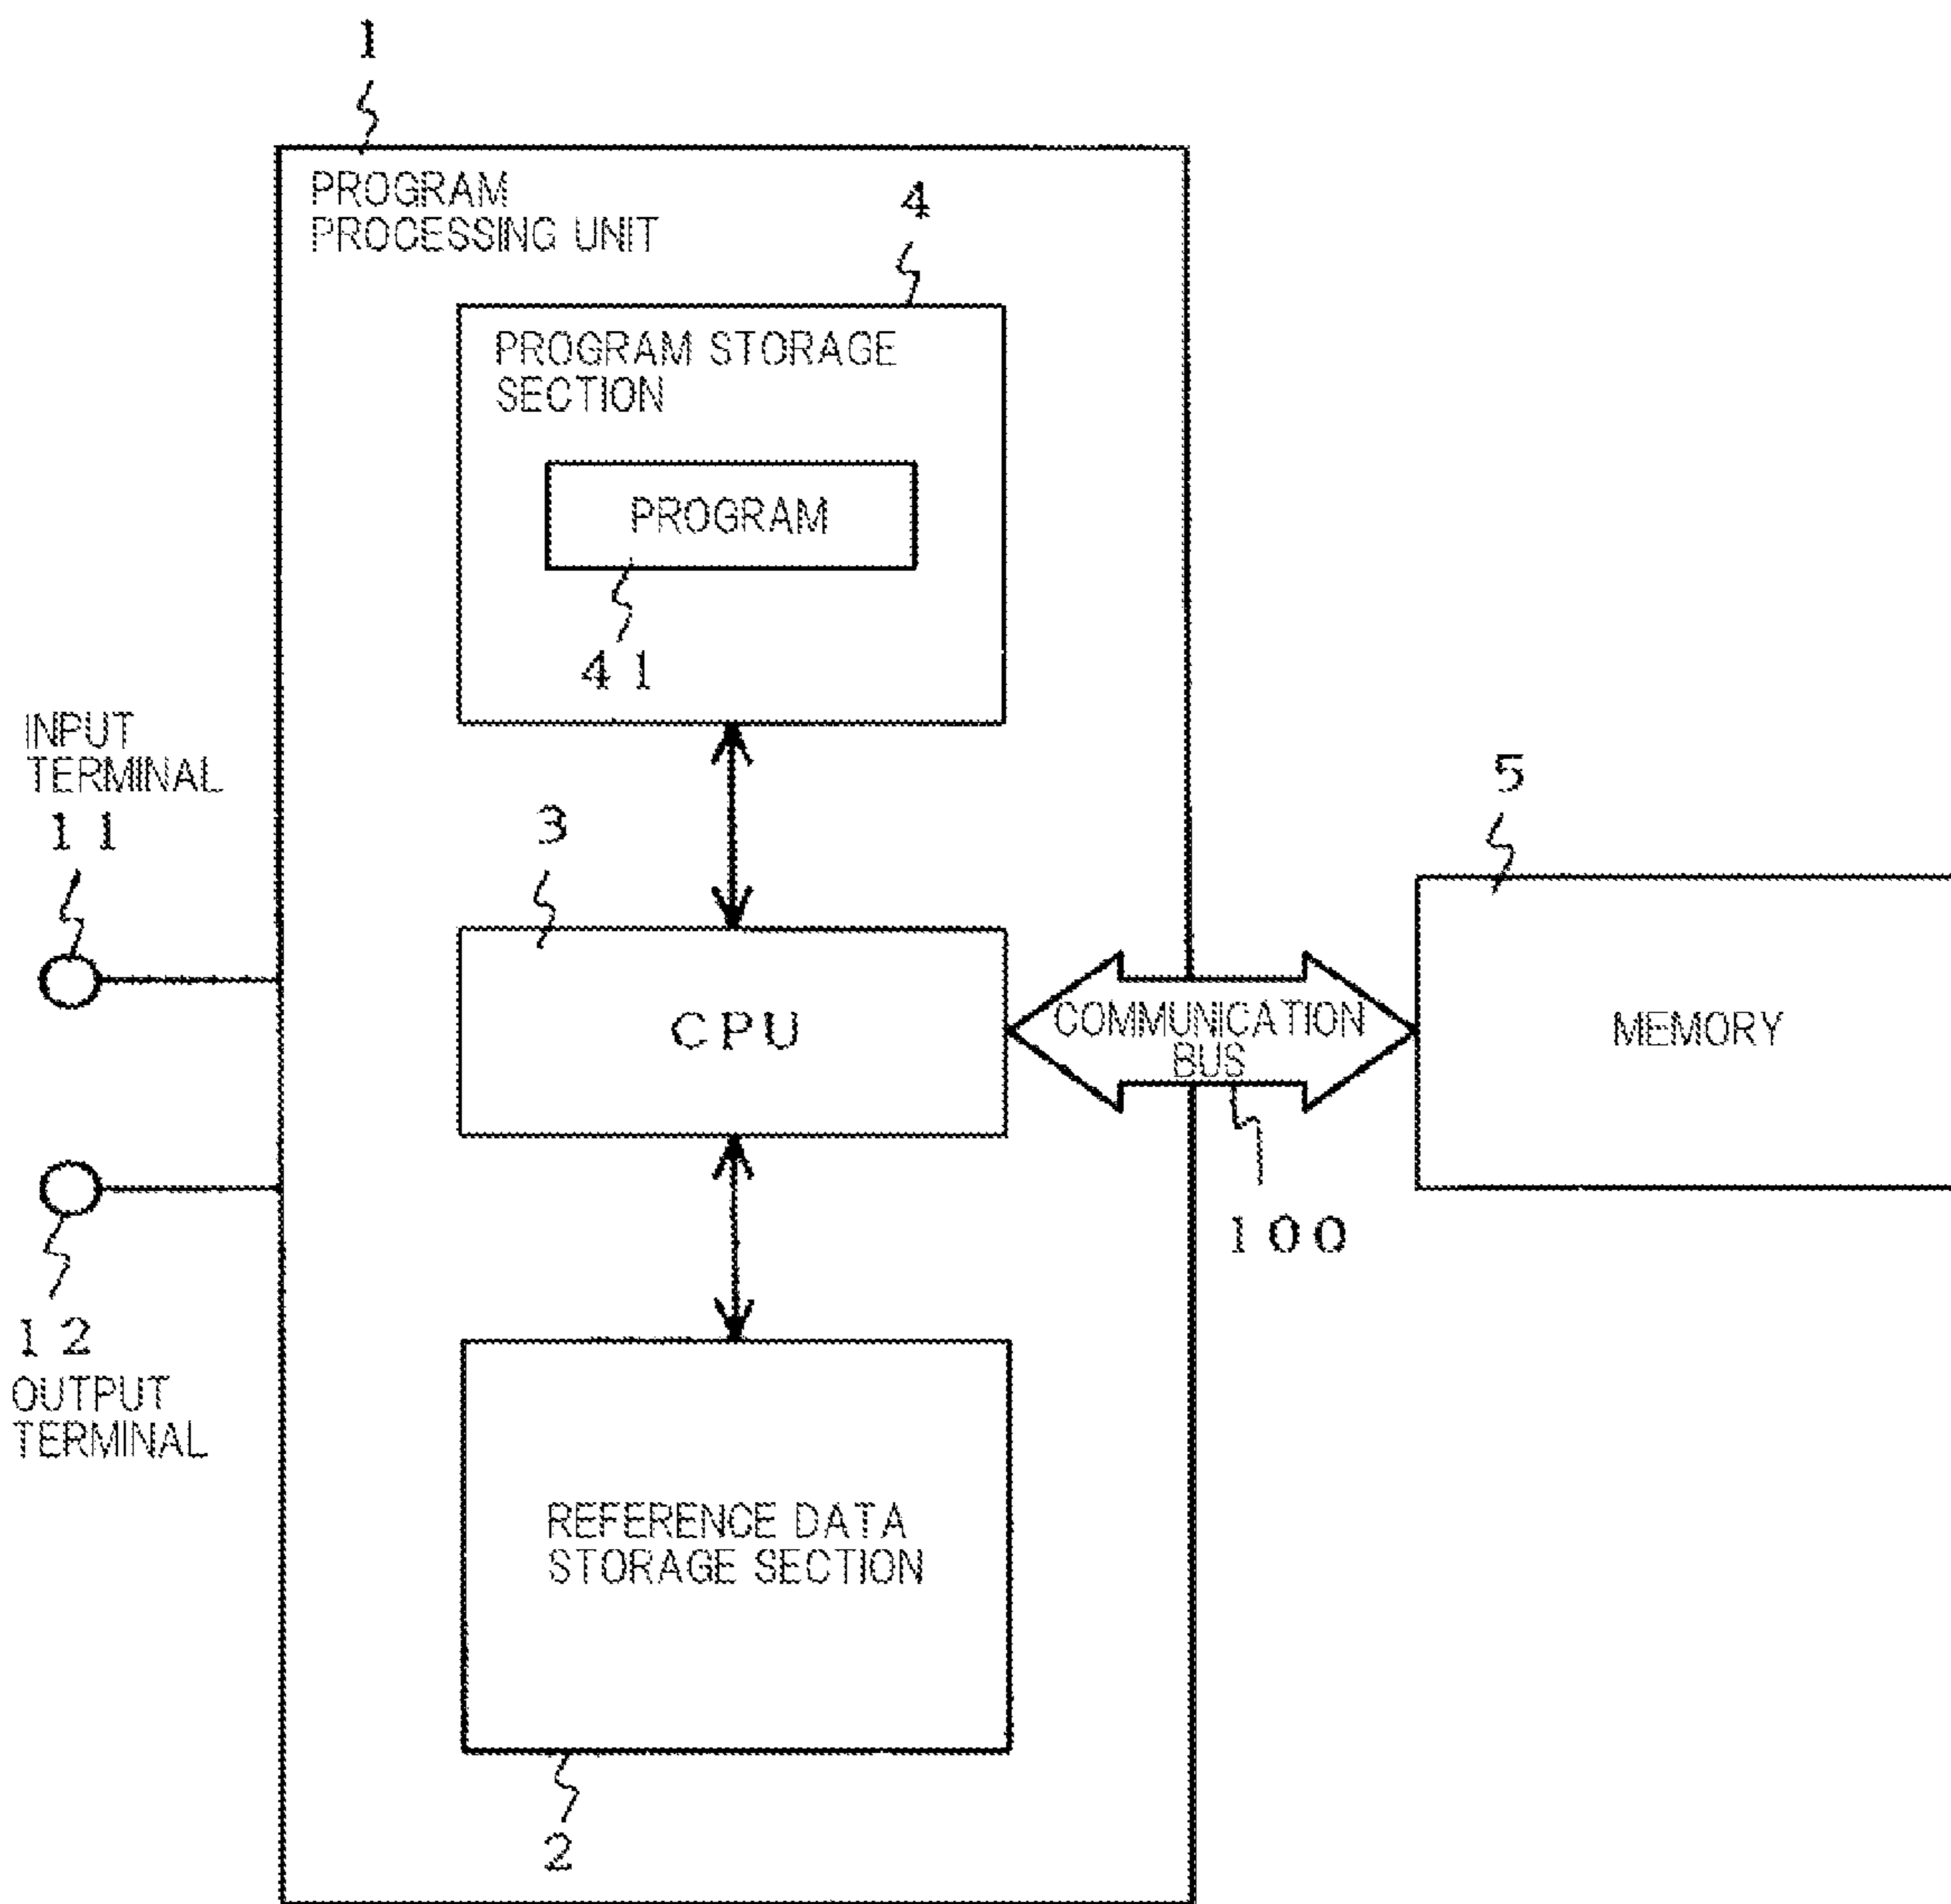 1
PROGRAM
PROCESSING UNIT
4
PROGRAM STORAGE
SECTION
PROGRAM
41
INPUT
TERMINAL
11
3
5
CPU
COMMUNICATION
BUS
MEMORY
100
12
OUTPUT
TERMINAL
REFERENCE DATA
STORAGE SECTION
2